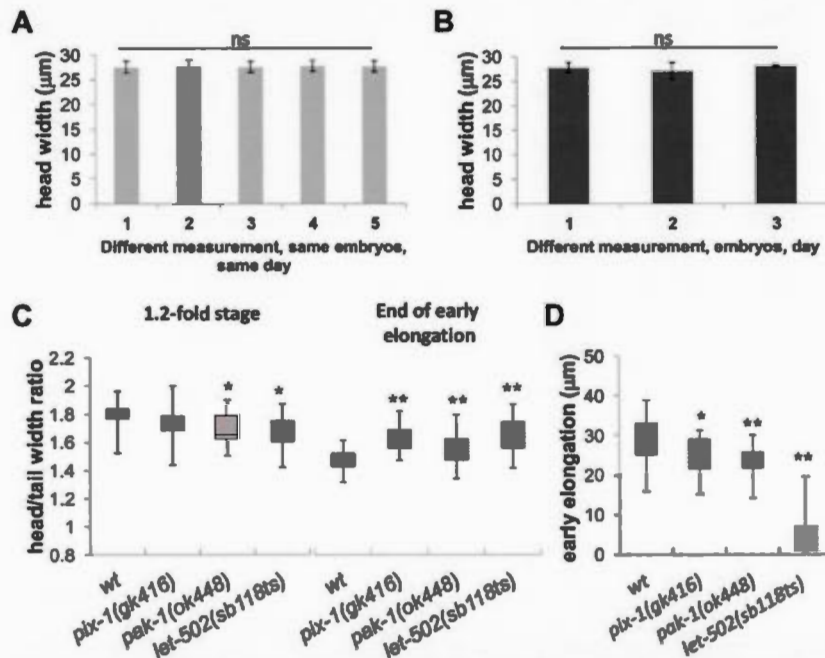 A
ns
head width (μm)
30
25
20
15
10
5
0
1 2 3 4 5
Different measurement, same embryos,
same day
B
ns
head width (μm)
30
25
20
15
10
5
0
1 2 3
Different measurement, embryos, day
C
1.2-fold stage
End of early
elongation
head/tail width ratio
2.2
2
1.8
1.6
1.4
1.2
1
0.8
* * ** ** **
wt
pix-1(gk416)
pak-1(ok448)
let-502(sb118ts)
wt
pix-1(gk416)
pak-1(ok448)
let-502(sb118ts)
D
early elongation (μm)
50
40
30
20
10
0
* ** **
wt
pix-1(gk416)
pak-1(ok448)
let-502(sb118ts)